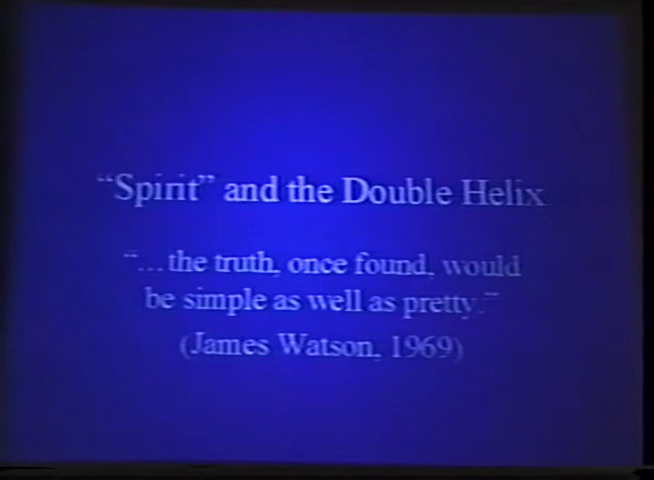 “Spirit” and the Double Helix
“...the truth, once found, would
be simple as well as pretty.”
(James Watson, 1969)